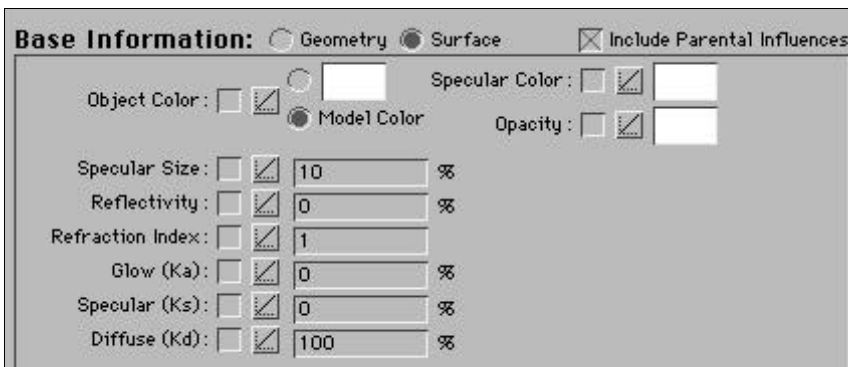 Base Information: Geometry Surface Include Parental Influences
Object Color : Model Color
Specular Color :
Opacity :
Specular Size : 10 %
Reflectivity : 0 %
Refraction Index : 1
Glow (Ka) : 0 %
Specular (Ks) : 0 %
Diffuse (Kd) : 100 %